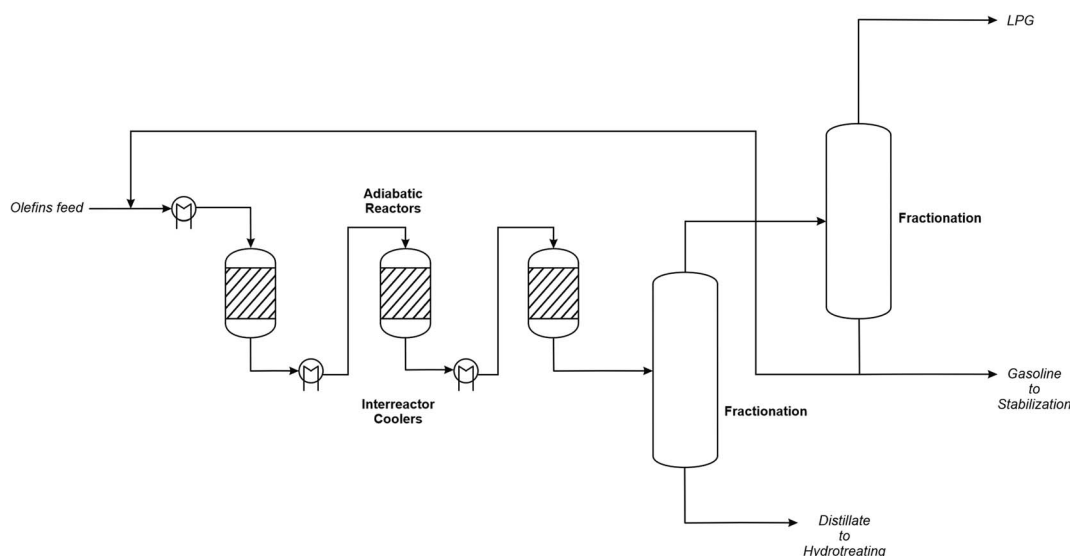 LPG
Olefins feed
Adiabatic
Reactors
Fractionation
Interreactor
Coolers
Fractionation
Gasoline
to
Stabilization
Distillate
to
Hydrotreating